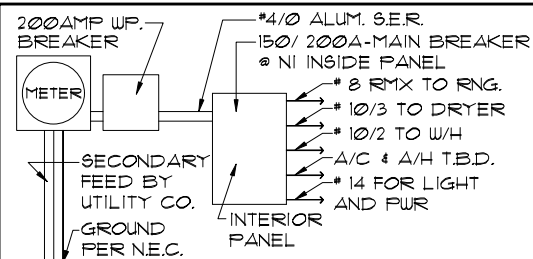 200AMP WP.
BREAKER
#4/0 ALUM. S.E.R.
150/ 200A-MAIN BREAKER
@ NI INSIDE PANEL
METER
# 8 RMX TO RNG.
# 10/3 TO DRYER
# 10/2 TO W/H
A/C & A/H T.B.D.
# 14 FOR LIGHT
AND PWR
SECONDARY
FEED BY
UTILITY CO.
GROUND
PER N.E.C.
INTERIOR
PANEL